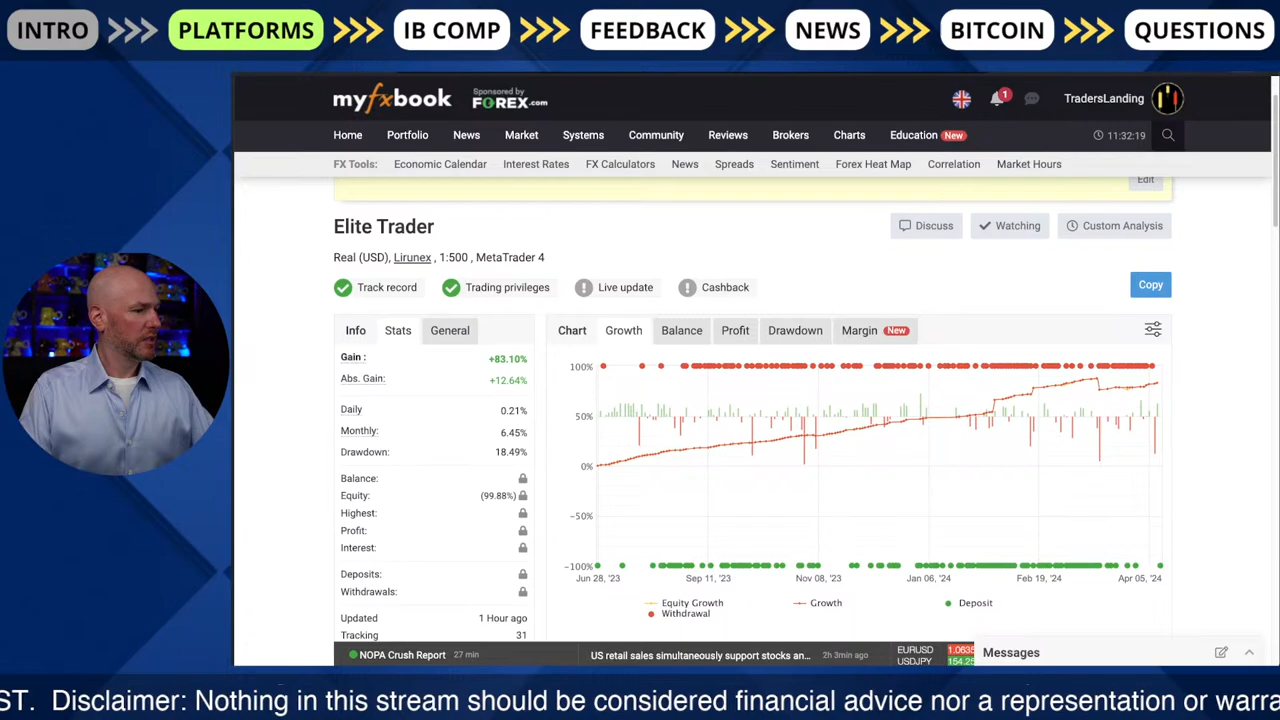 INTRO >>> PLATFORMS >>> IB COMP >>> FEEDBACK >>> NEWS >>> BITCOIN >>> QUESTIONS
myfxbook Sponsored by FOREX.com
1 TradersLanding
Home Portfolio News Market Systems Community Reviews Brokers Charts Education New 11:32:19
FX Tools: Economic Calendar Interest Rates FX Calculators News Spreads Sentiment Forex Heat Map Correlation Market Hours
Edit
Elite Trader
Discuss Watching Custom Analysis
Real (USD), Lirunex , 1:500 , MetaTrader 4
Track record Trading privileges Live update Cashback
Copy
Info Stats General
Gain : +83.10%
Abs. Gain: +12.64%
Daily 0.21%
Monthly: 6.45%
Drawdown: 18.49%
Balance:
Equity: (99.88%)
Highest:
Profit:
Interest:
Deposits:
Withdrawals:
Updated 1 Hour ago
Tracking 31
Chart Growth Balance Profit Drawdown Margin New
100%
50%
0%
-50%
-100%
Jun 28, '23 Sep 11, '23 Nov 08, '23 Jan 06, '24 Feb 19, '24 Apr 05, '24
Equity Growth Growth Deposit
Withdrawal
NOPA Crush Report 27 min
US retail sales simultaneously support stocks an... 2h 3min ago
EURUSD 1.0635
USDJPY 154.25
Messages
ST. Disclaimer: Nothing in this stream should be considered financial advice nor a representation or warra